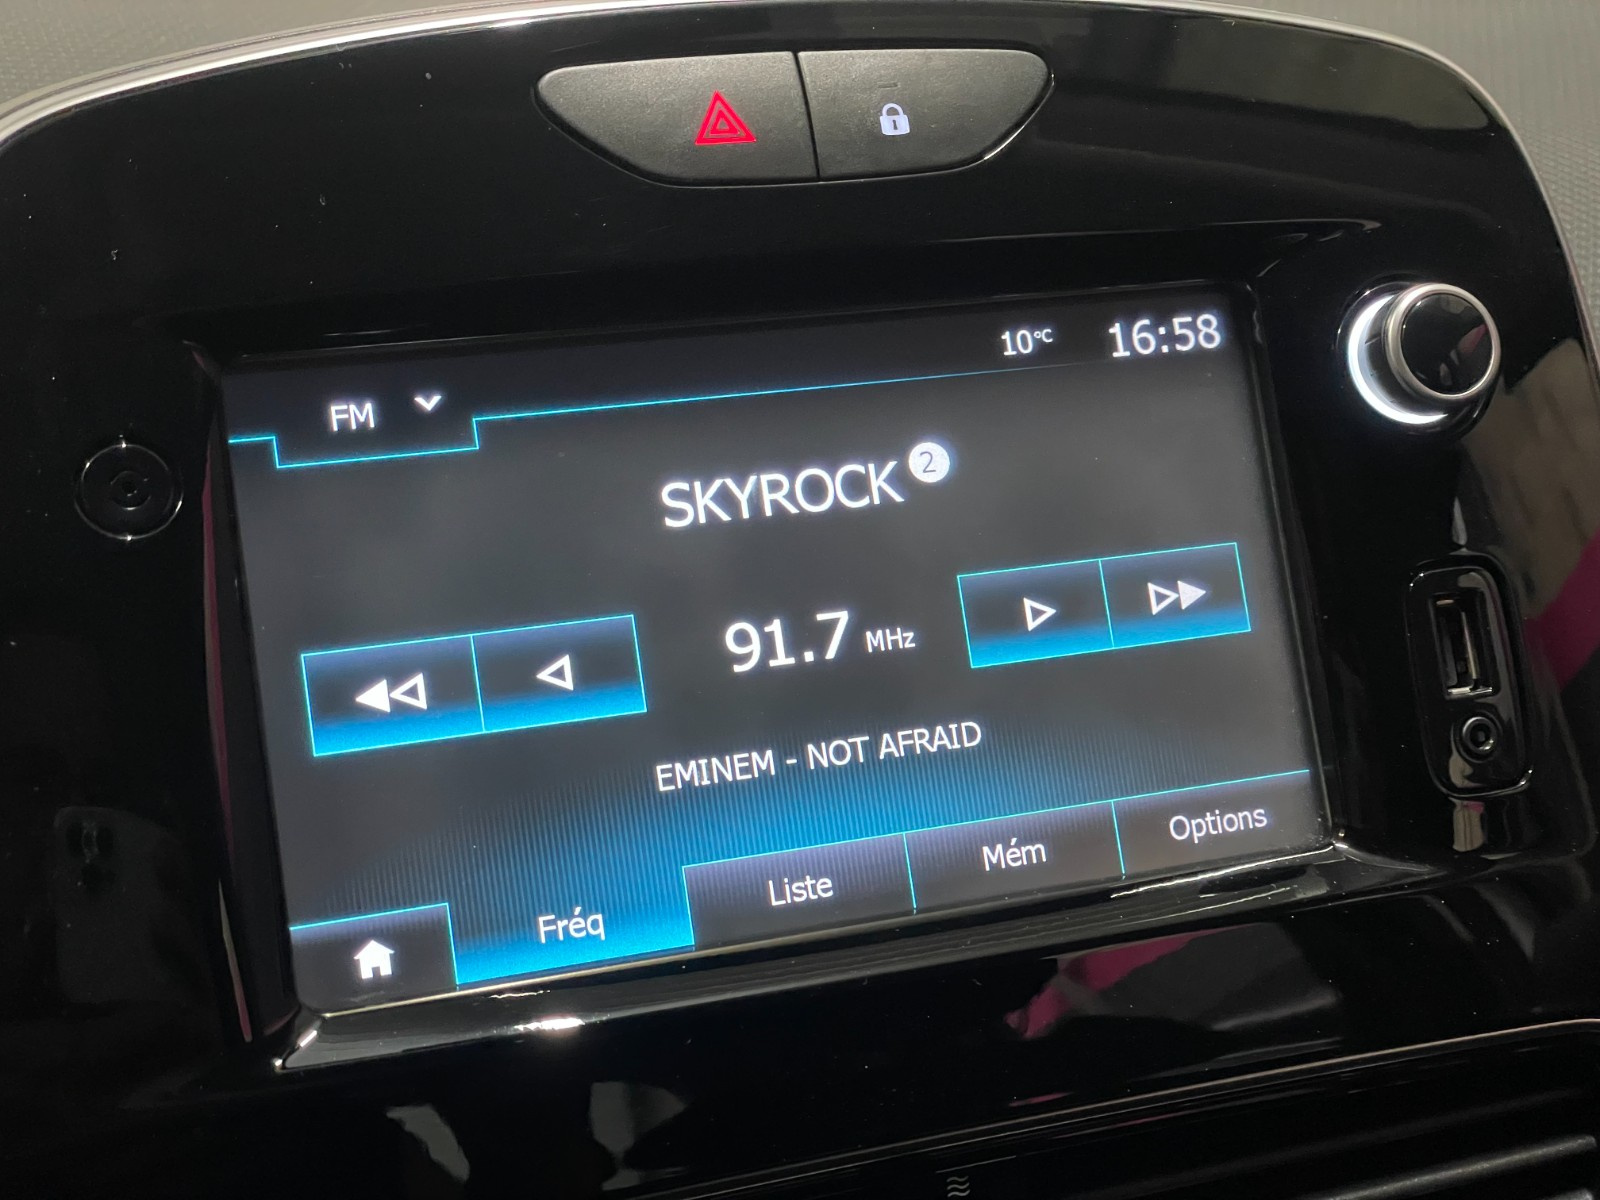 10°C 16:58
FM
SKYROCK 2
91.7 MHz
EMINEM - NOT AFRAID
Fréq Liste Mém Options